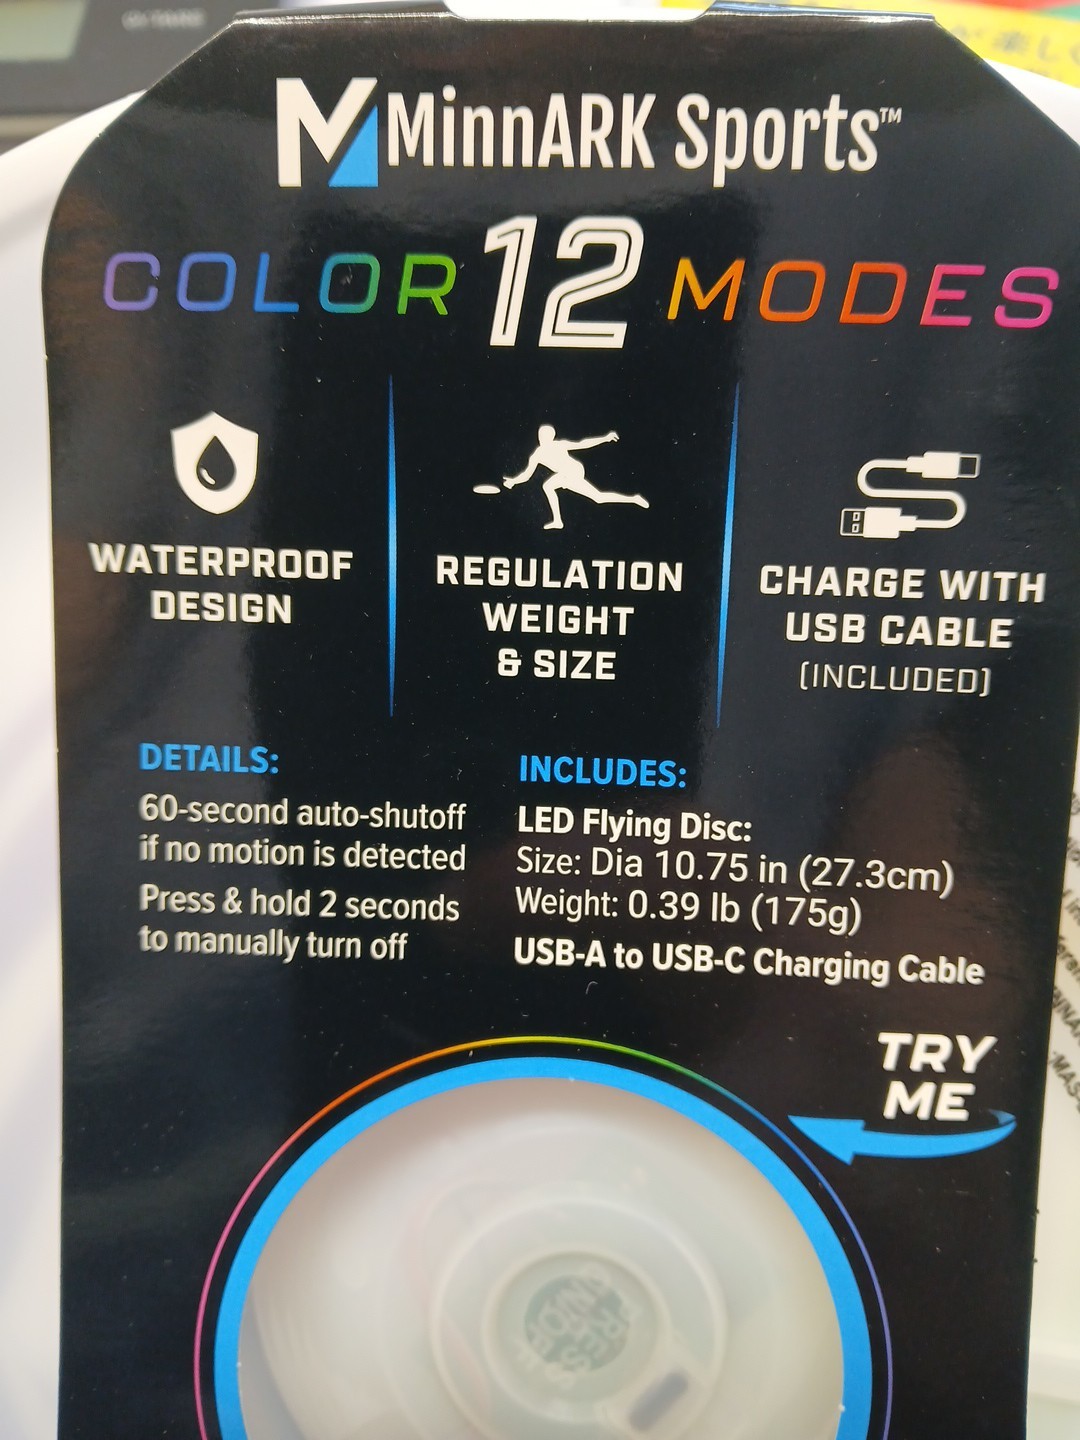 MinnARK Sports™
COLOR 12 MODES
WATERPROOF
DESIGN
REGULATION
WEIGHT
& SIZE
CHARGE WITH
USB CABLE
(INCLUDED)
DETAILS:
60-second auto-shutoff
if no motion is detected
Press & hold 2 seconds
to manually turn off
INCLUDES:
LED Flying Disc:
Size: Dia 10.75 in (27.3cm)
Weight: 0.39 lb (175g)
USB-A to USB-C Charging Cable
TRY
ME